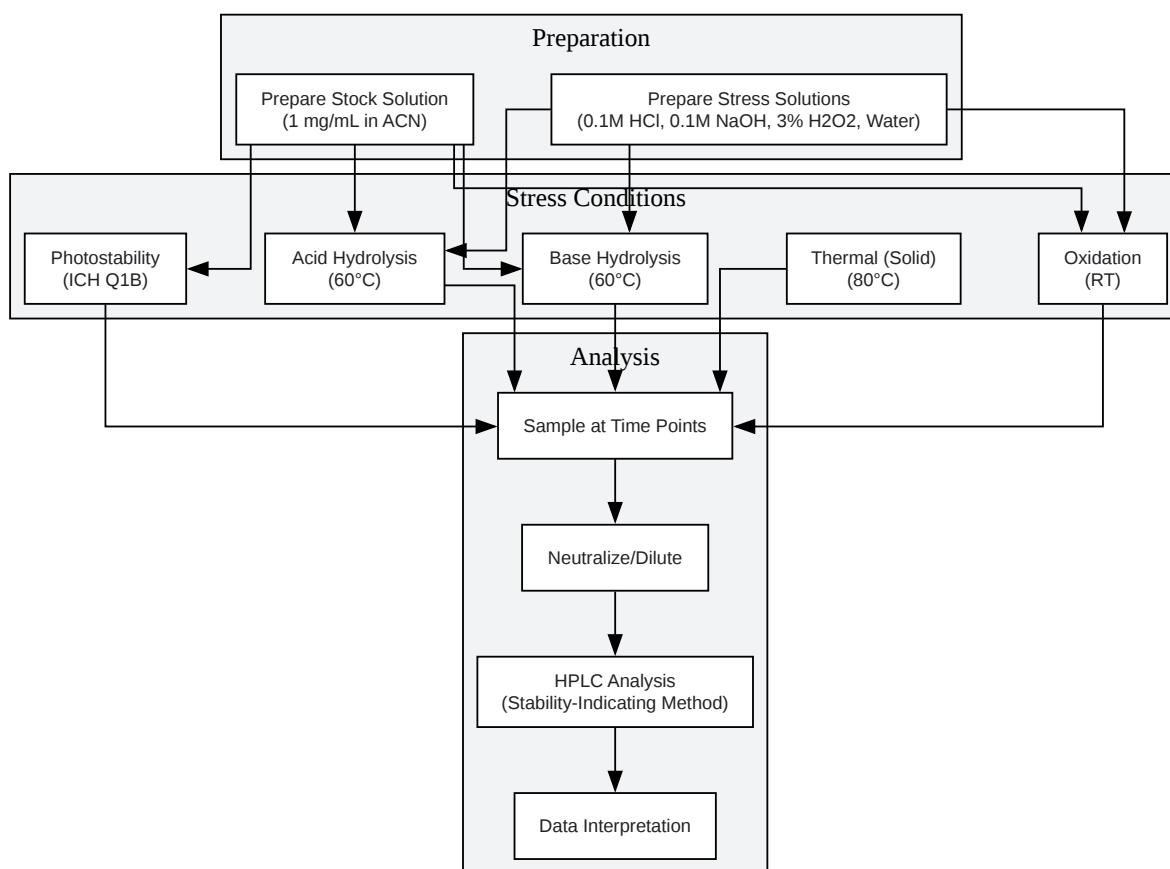 Preparation
Prepare Stock Solution
(1 mg/mL in ACN)
Prepare Stress Solutions
(0.1M HCl, 0.1M NaOH, 3% H2O2, Water)
Stress Conditions
Photostability
(ICH Q1B)
Acid Hydrolysis
(60°C)
Base Hydrolysis
(60°C)
Thermal (Solid)
(80°C)
Oxidation
(RT)
Analysis
Sample at Time Points
Neutralize/Dilute
HPLC Analysis
(Stability-Indicating Method)
Data Interpretation